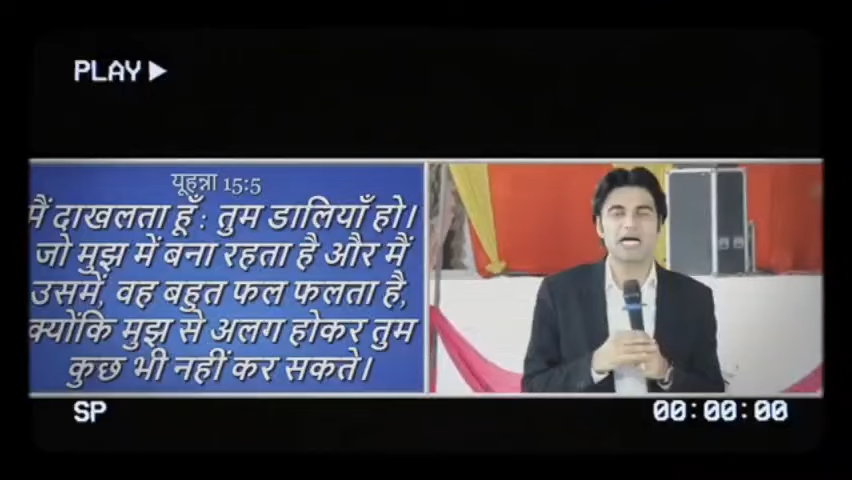 PLAY
यूहन्ना 15:5
मैं दाखलता हूँ : तुम डालियाँ हो।
जो मुझ में बना रहता है और मैं
उसमें, वह बहुत फल फलता है,
क्योंकि मुझ से अलग होकर तुम
कुछ भी नहीं कर सकते।
SP
00:00:00